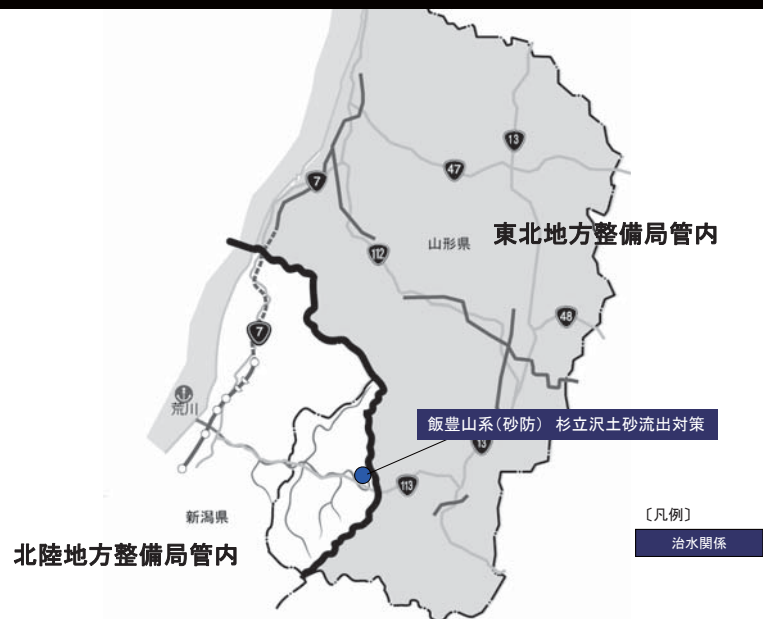 13
47
7
東北地方整備局管内
山形県
112
48
7
荒川
飯豊山系(砂防) 杉立沢土砂流出対策
13
113
新潟県
〔凡例〕
治水関係
北陸地方整備局管内